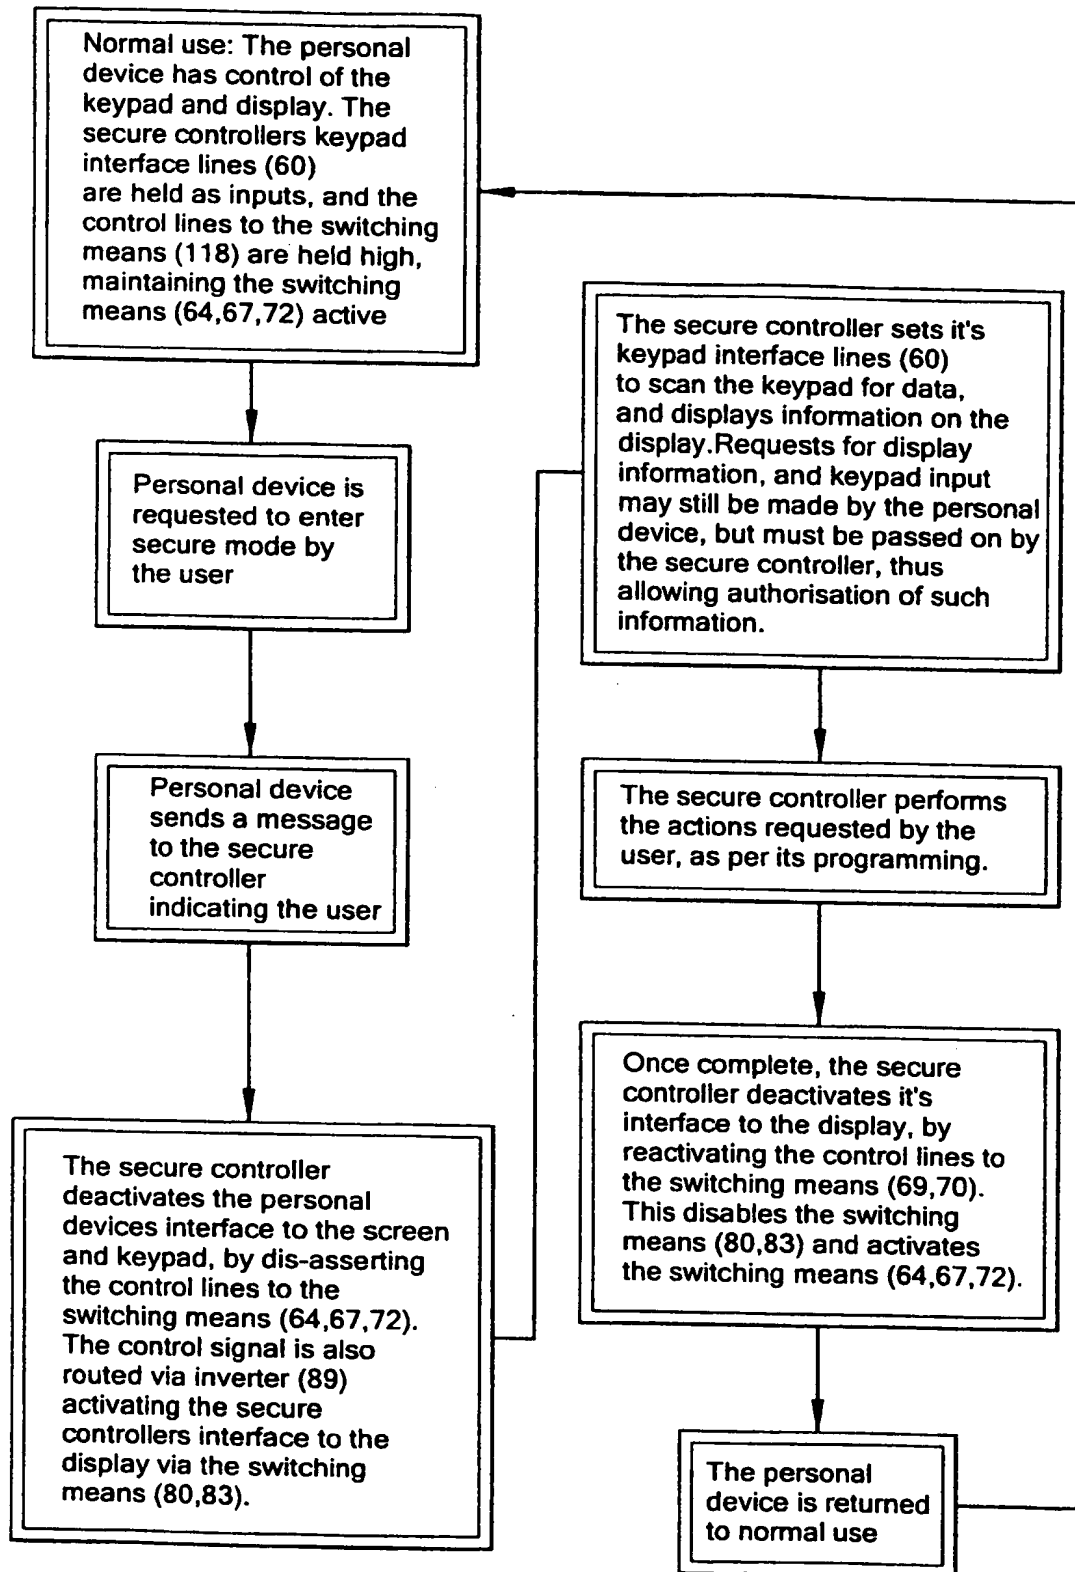 Normal use: The personal
device has control of the
keypad and display. The
secure controllers keypad
interface lines (60)
are held as inputs, and the
control lines to the switching
means (118) are held high,
maintaining the switching
means (64,67,72) active
Personal device is
requested to enter
secure mode by
the user
Personal device
sends a message
to the secure
controller
indicating the user
The secure controller
deactivates the personal
devices interface to the screen
and keypad, by dis-asserting
the control lines to the
switching means (64,67,72).
The control signal is also
routed via inverter (89)
activating the secure
controllers interface to the
display via the switching
means (80,83).
The secure controller sets it's
keypad interface lines (60)
to scan the keypad for data,
and displays information on the
display.Requests for display
information, and keypad input
may still be made by the personal
device, but must be passed on by
the secure controller, thus
allowing authorisation of such
information.
The secure controller performs
the actions requested by the
user, as per its programming.
Once complete, the secure
controller deactivates it's
interface to the display, by
reactivating the control lines to
the switching means (69,70).
This disables the switching
means (80,83) and activates
the switching means (64,67,72).
The personal
device is returned
to normal use